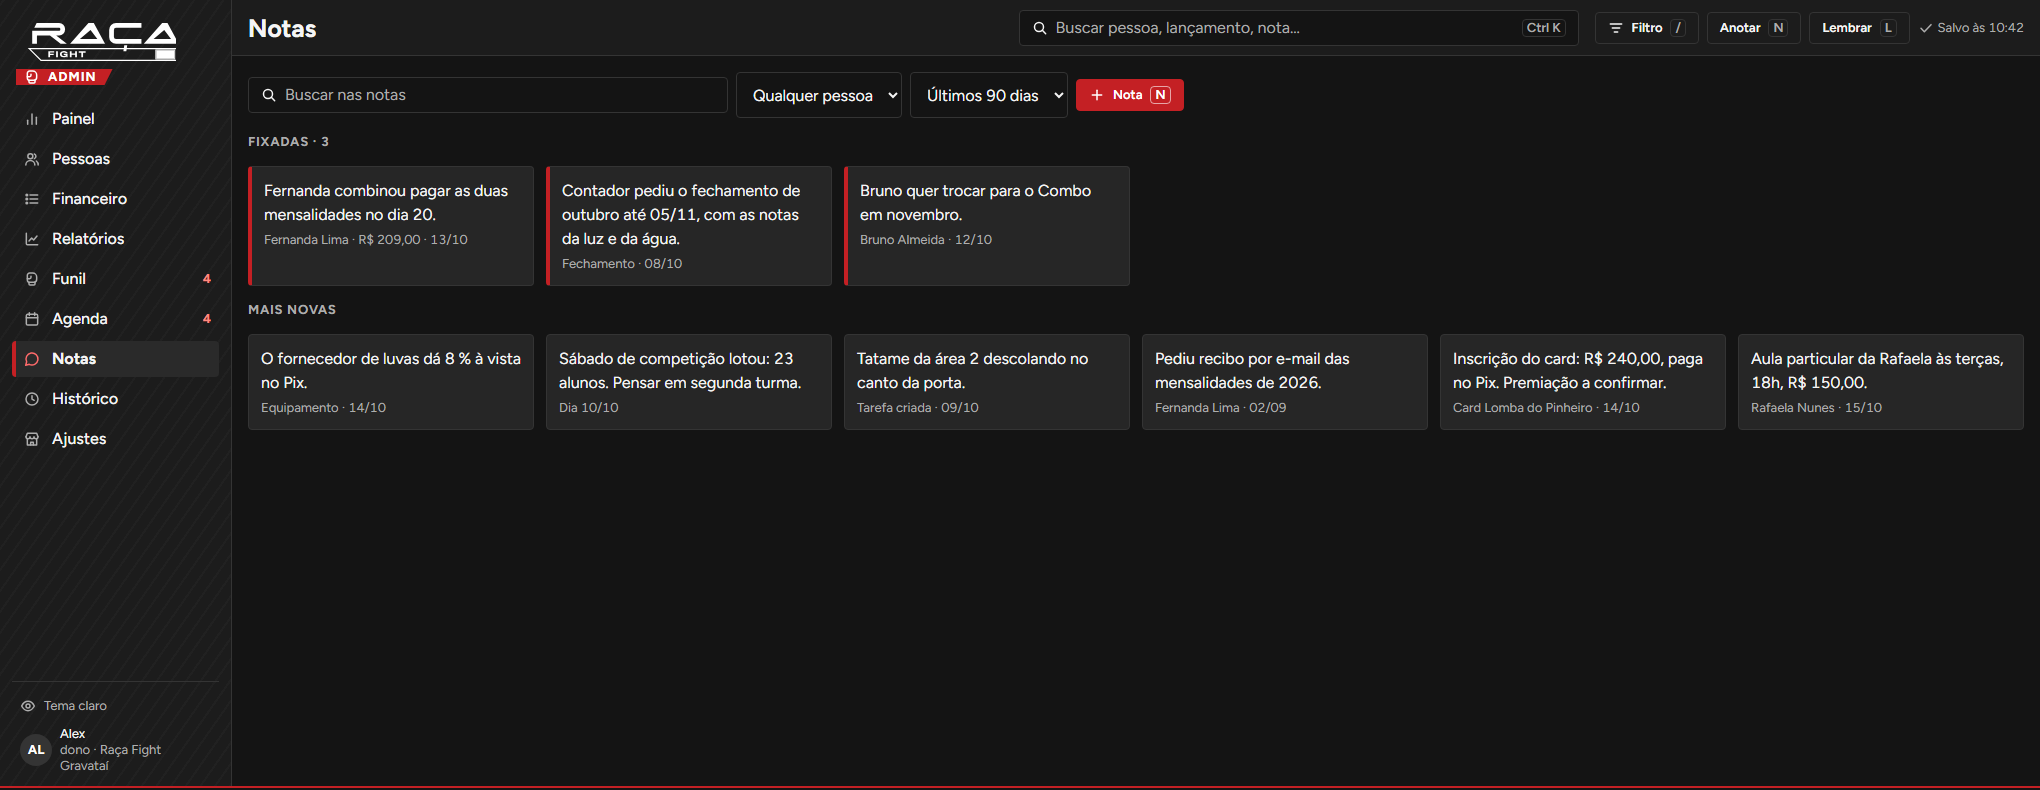 RAÇA
FIGHT
ADMIN
Painel
Pessoas
Financeiro
Relatórios
Funil 4
Agenda 4
Notas
Histórico
Ajustes
Tema claro
AL
Alex
dono · Raça Fight
Gravataí
Notas
Buscar pessoa, lançamento, nota... Ctrl K
Filtro /
Anotar N
Lembrar L
Salvo às 10:42
Buscar nas notas
Qualquer pessoa
Últimos 90 dias
+ Nota N
FIXADAS · 3
Fernanda combinou pagar as duas
mensalidades no dia 20.
Fernanda Lima · R$ 209,00 · 13/10
Contador pediu o fechamento de
outubro até 05/11, com as notas
da luz e da água.
Fechamento · 08/10
Bruno quer trocar para o Combo
em novembro.
Bruno Almeida · 12/10
MAIS NOVAS
O fornecedor de luvas dá 8 % à vista
no Pix.
Equipamento · 14/10
Sábado de competição lotou: 23
alunos. Pensar em segunda turma.
Dia 10/10
Tatame da área 2 descolando no
canto da porta.
Tarefa criada · 09/10
Pediu recibo por e-mail das
mensalidades de 2026.
Fernanda Lima · 02/09
Inscrição do card: R$ 240,00, paga
no Pix. Premiação a confirmar.
Card Lomba do Pinheiro · 14/10
Aula particular da Rafaela às terças,
18h, R$ 150,00.
Rafaela Nunes · 15/10